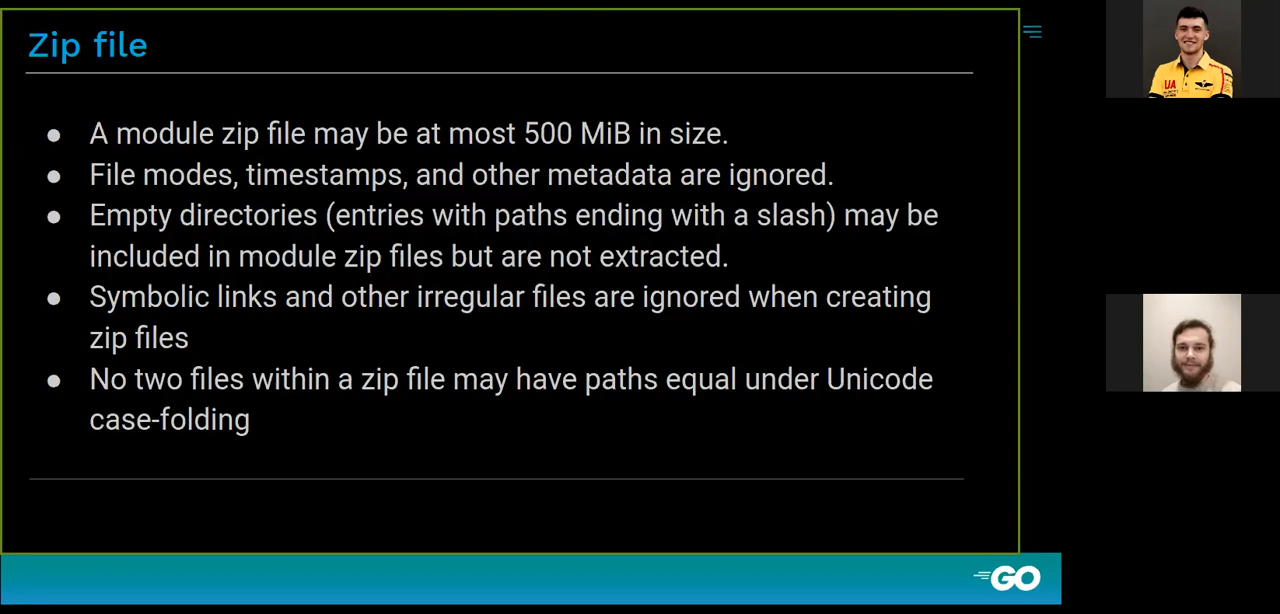 Zip file
● A module zip file may be at most 500 MiB in size.
● File modes, timestamps, and other metadata are ignored.
● Empty directories (entries with paths ending with a slash) may be
included in module zip files but are not extracted.
● Symbolic links and other irregular files are ignored when creating
zip files
● No two files within a zip file may have paths equal under Unicode
case-folding
GO
UA